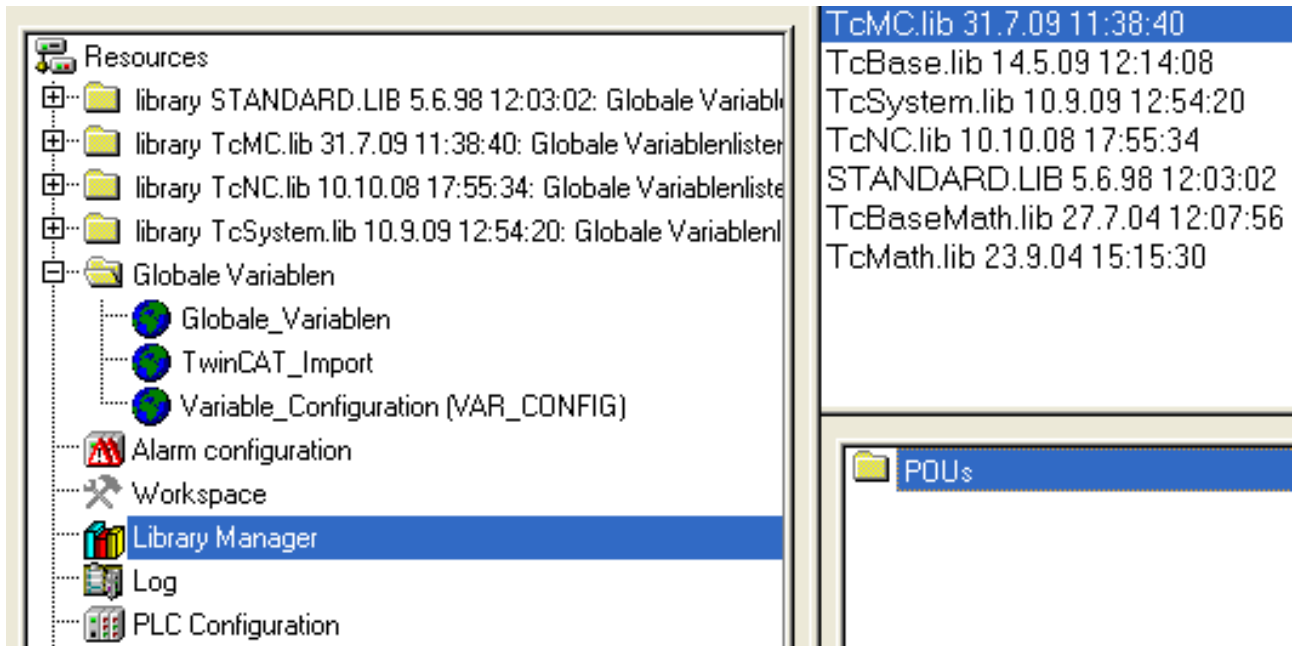 Resources
library STANDARD.LIB 5.6.98 12:03:02: Globale Variabl
library TcMC.lib 31.7.09 11:38:40: Globale Variablenlister
library TcNC.lib 10.10.08 17:55:34: Globale Variablenliste
library TcSystem.lib 10.9.09 12:54:20: Globale Variablenl
Globale Variablen
Globale_Variablen
TwinCAT_Import
Variable_Configuration (VAR_CONFIG)
Alarm configuration
Workspace
Library Manager
Log
PLC Configuration
TcMC.lib 31.7.09 11:38:40
TcBase.lib 14.5.09 12:14:08
TcSystem.lib 10.9.09 12:54:20
TcNC.lib 10.10.08 17:55:34
STANDARD.LIB 5.6.98 12:03:02
TcBaseMath.lib 27.7.04 12:07:56
TcMath.lib 23.9.04 15:15:30
POUs